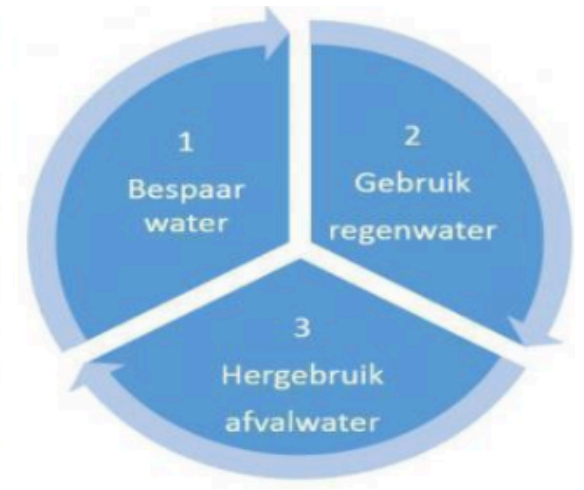 1
Bespaar
water
2
Gebruik
regenwater
3
Hergebruik
afvalwater